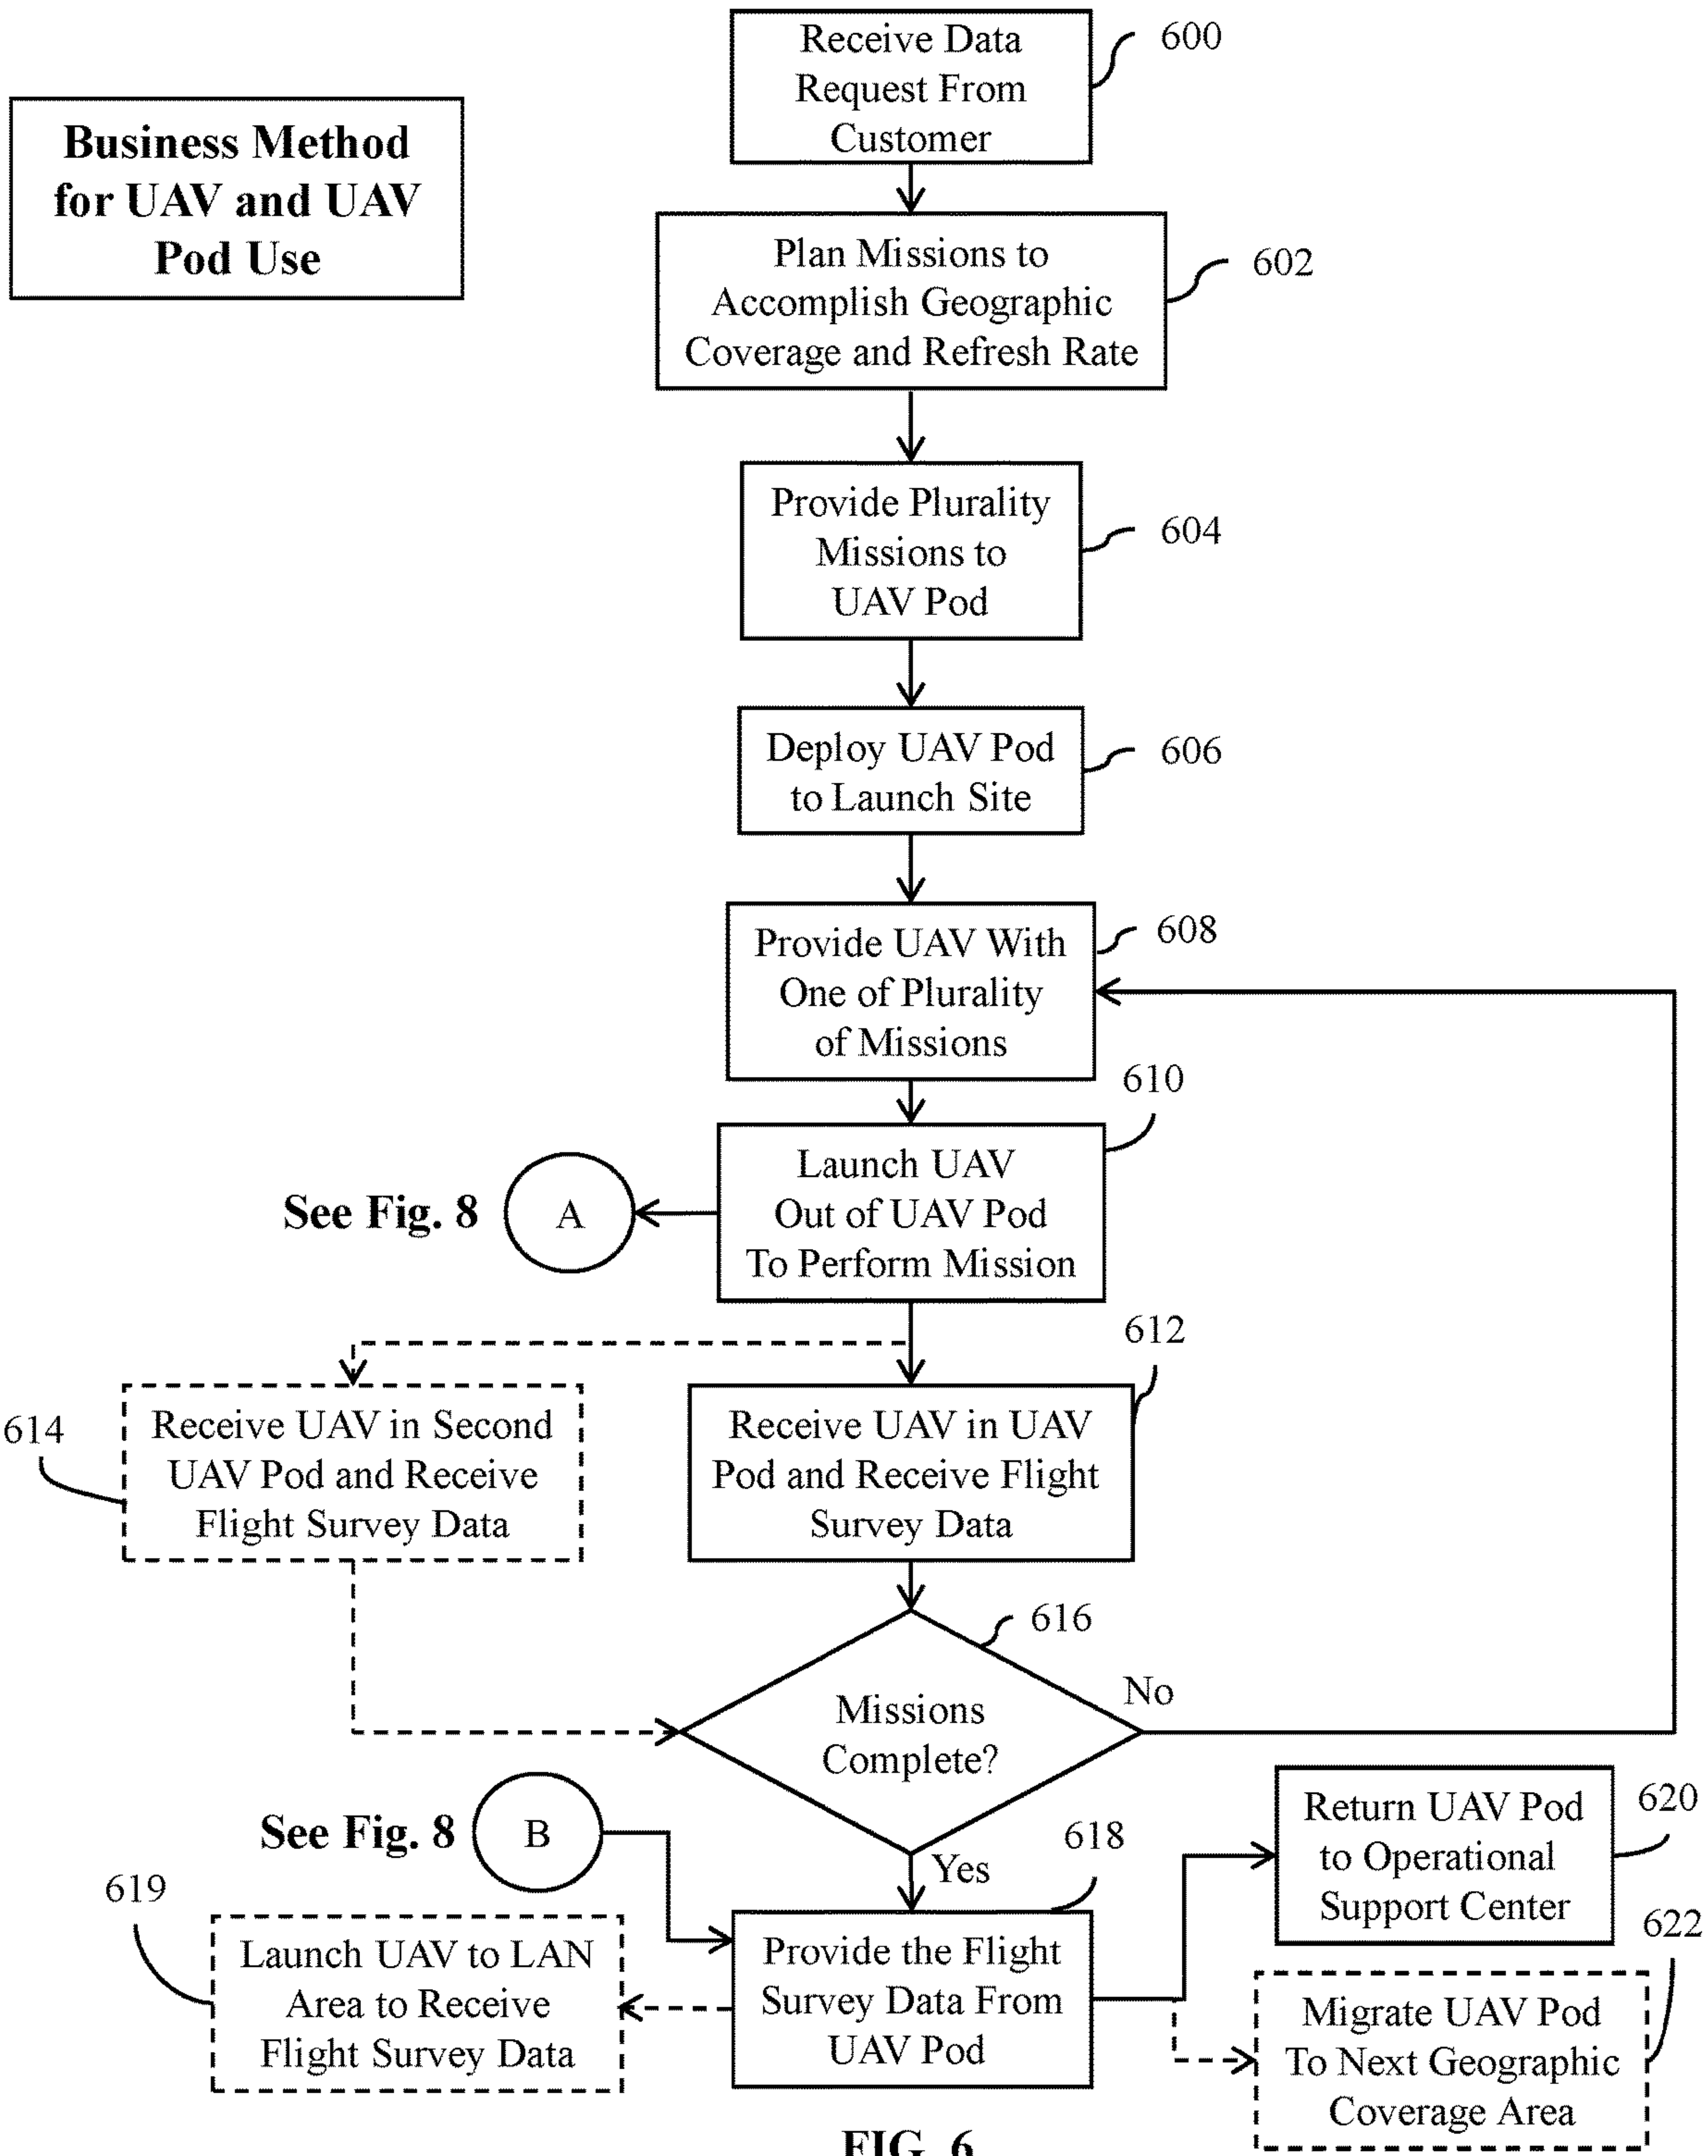 Receive Data
Request From
Customer
600
Business Method
for UAV and UAV
Pod Use
Plan Missions to
Accomplish Geographic
Coverage and Refresh Rate
602
Provide Plurality
Missions to
UAV Pod
604
Deploy UAV Pod
to Launch Site
606
Provide UAV With
One of Plurality
of Missions
608
610
Launch UAV
Out of UAV Pod
To Perform Mission
See Fig. 8
A
612
614
Receive UAV in Second
UAV Pod and Receive
Flight Survey Data
Receive UAV in UAV
Pod and Receive Flight
Survey Data
616
Missions
Complete?
No
Yes
See Fig. 8
B
618
620
Return UAV Pod
to Operational
Support Center
619
Launch UAV to LAN
Area to Receive
Flight Survey Data
Provide the Flight
Survey Data From
UAV Pod
622
Migrate UAV Pod
To Next Geographic
Coverage Area
FIG. 6